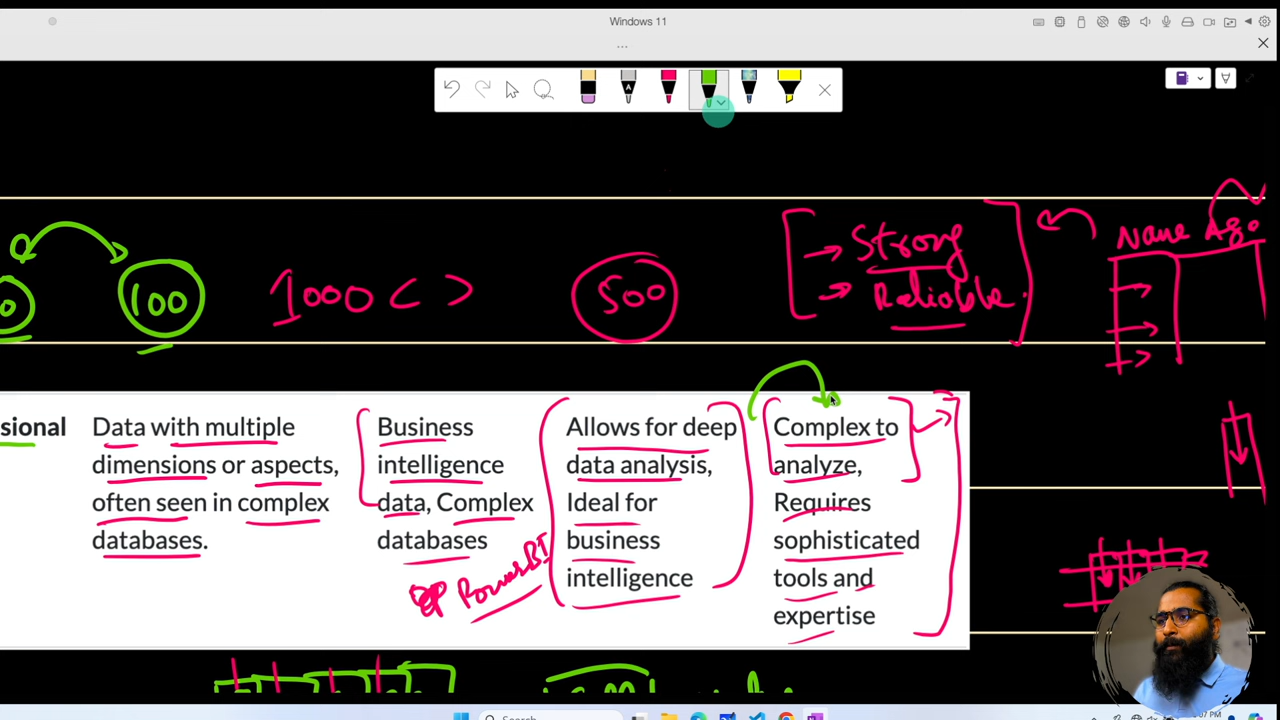 Windows 11
...
A
100
1000 < >
500
→ Strong
→ Reliable.
Name Age
sional
Data with multiple
dimensions or aspects,
often seen in complex
databases.
Business
intelligence
data, Complex
databases
PowerBI
Allows for deep
data analysis,
Ideal for
business
intelligence
Complex to
analyze,
Requires
sophisticated
tools and
expertise
Search